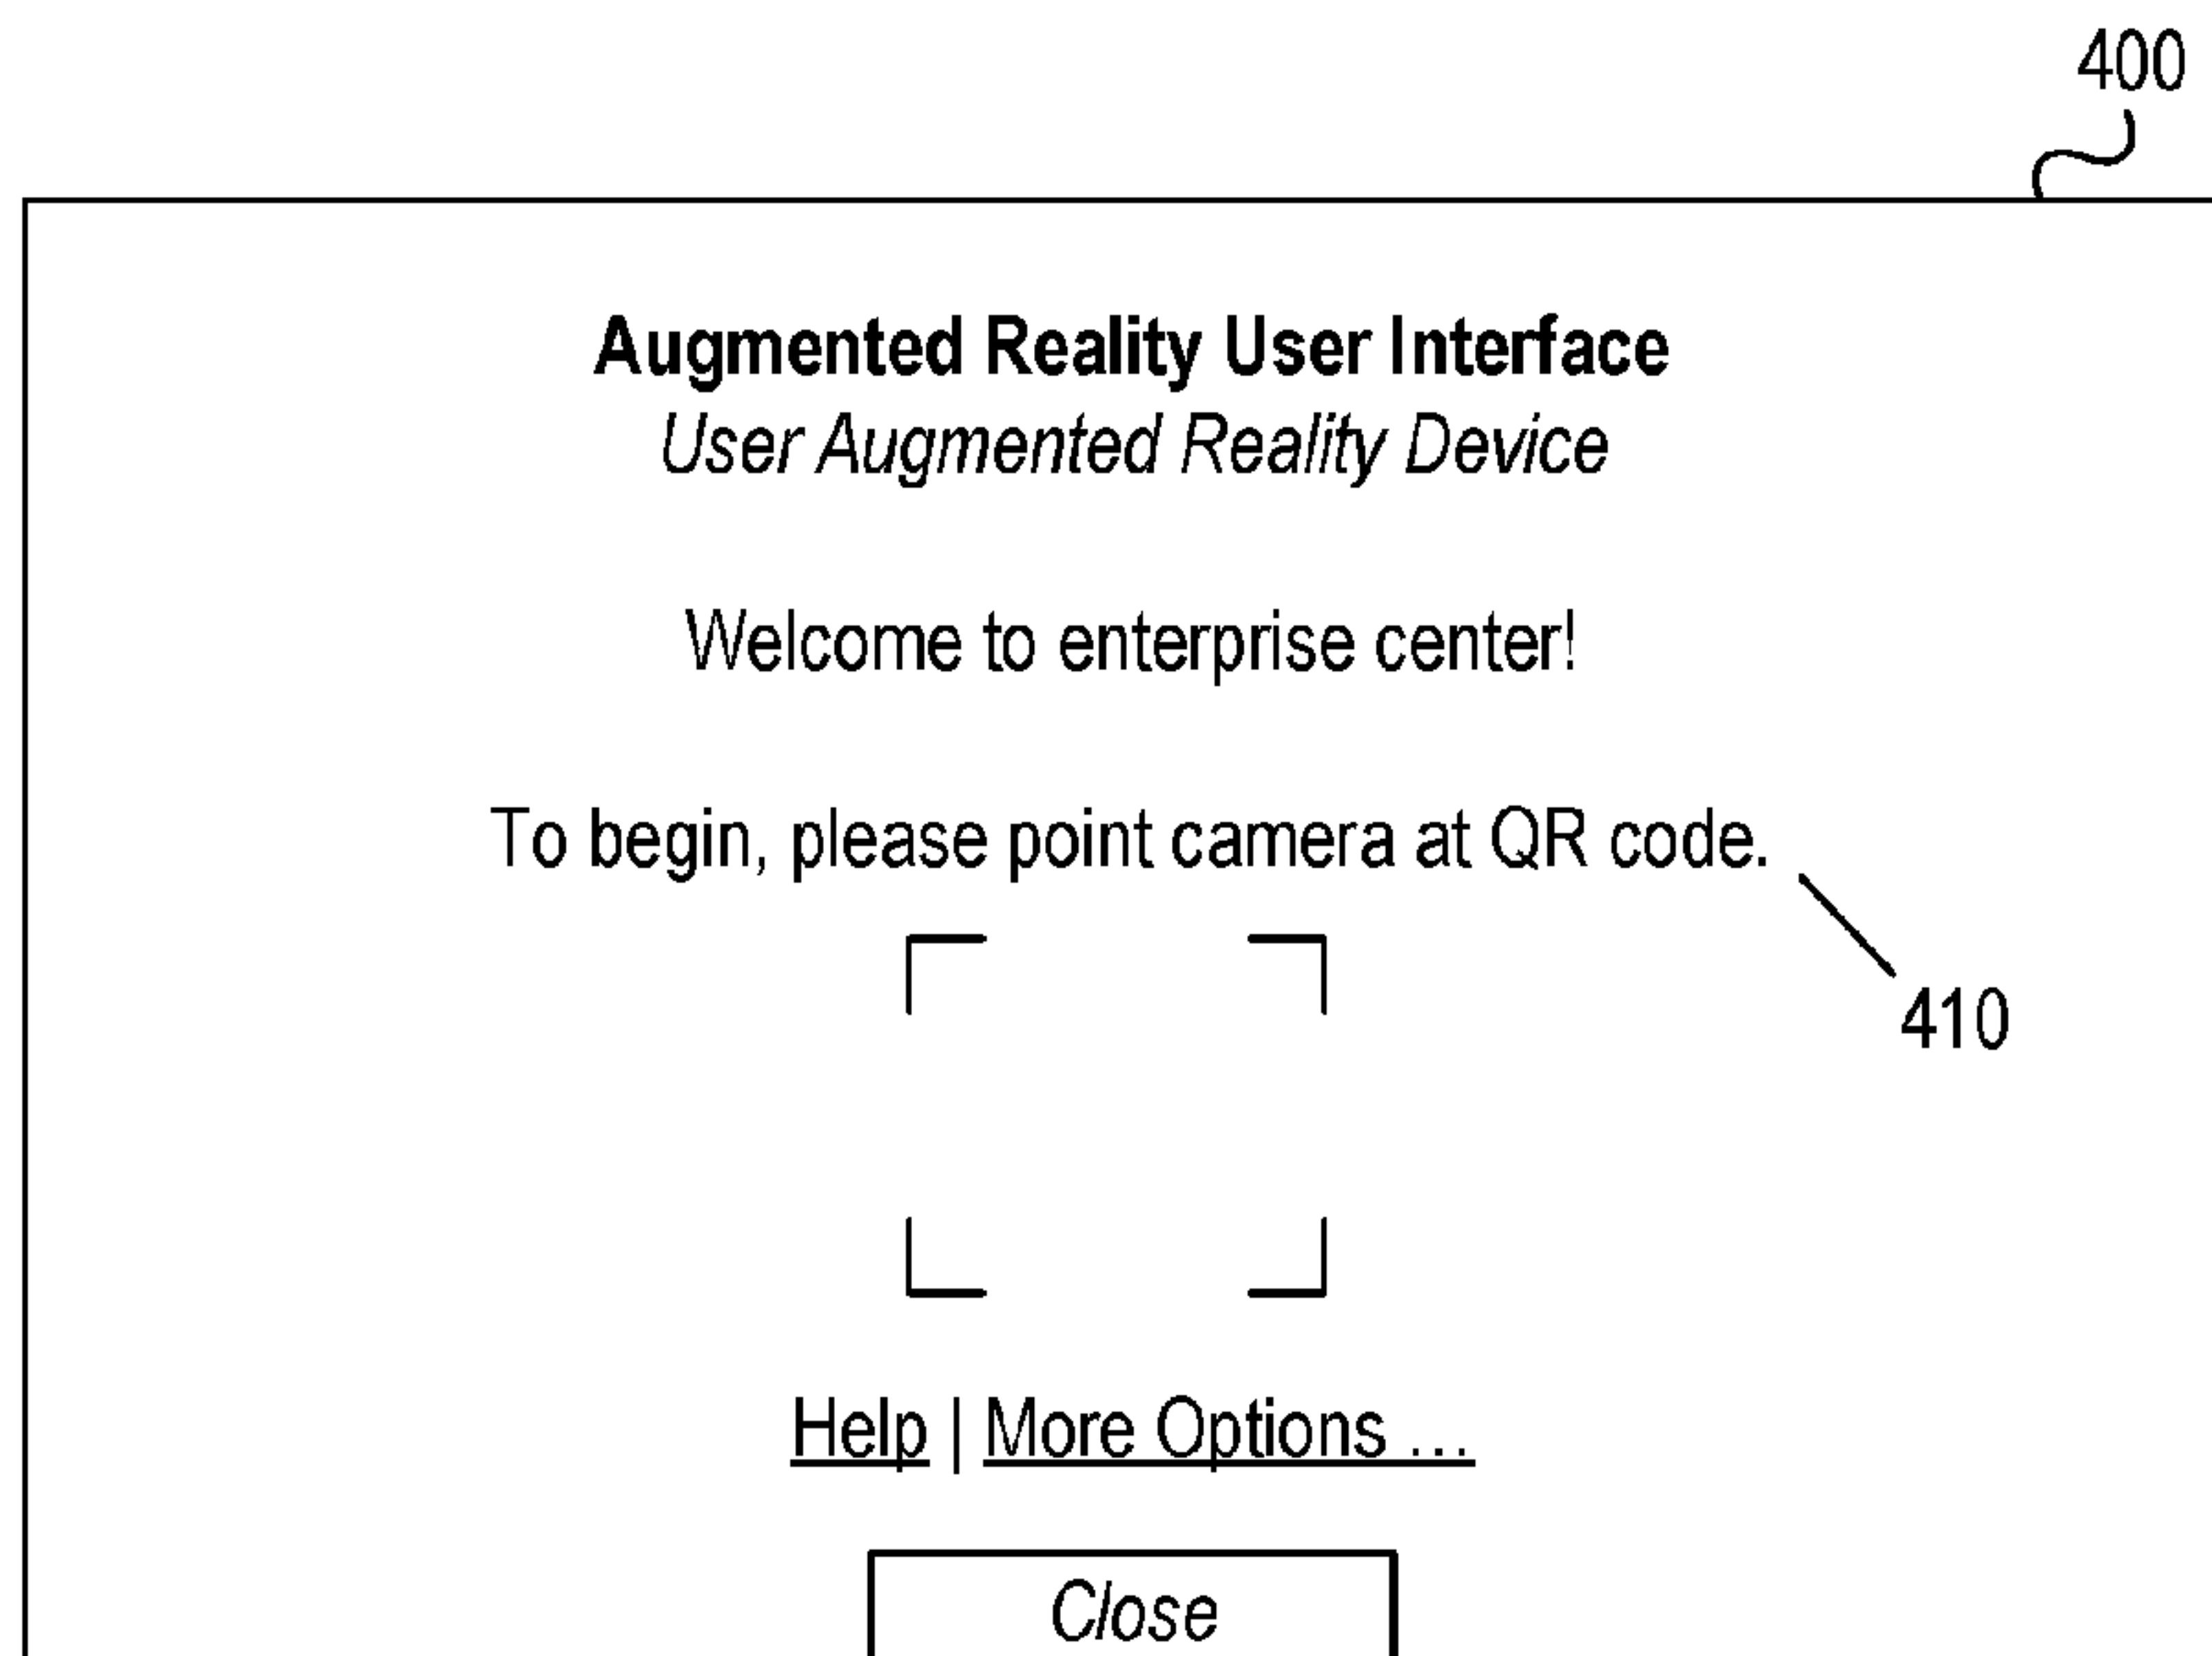 400
Augmented Reality User Interface
User Augmented Reality Device
Welcome to enterprise center!
To begin, please point camera at QR code.
410
Help | More Options ...
Close